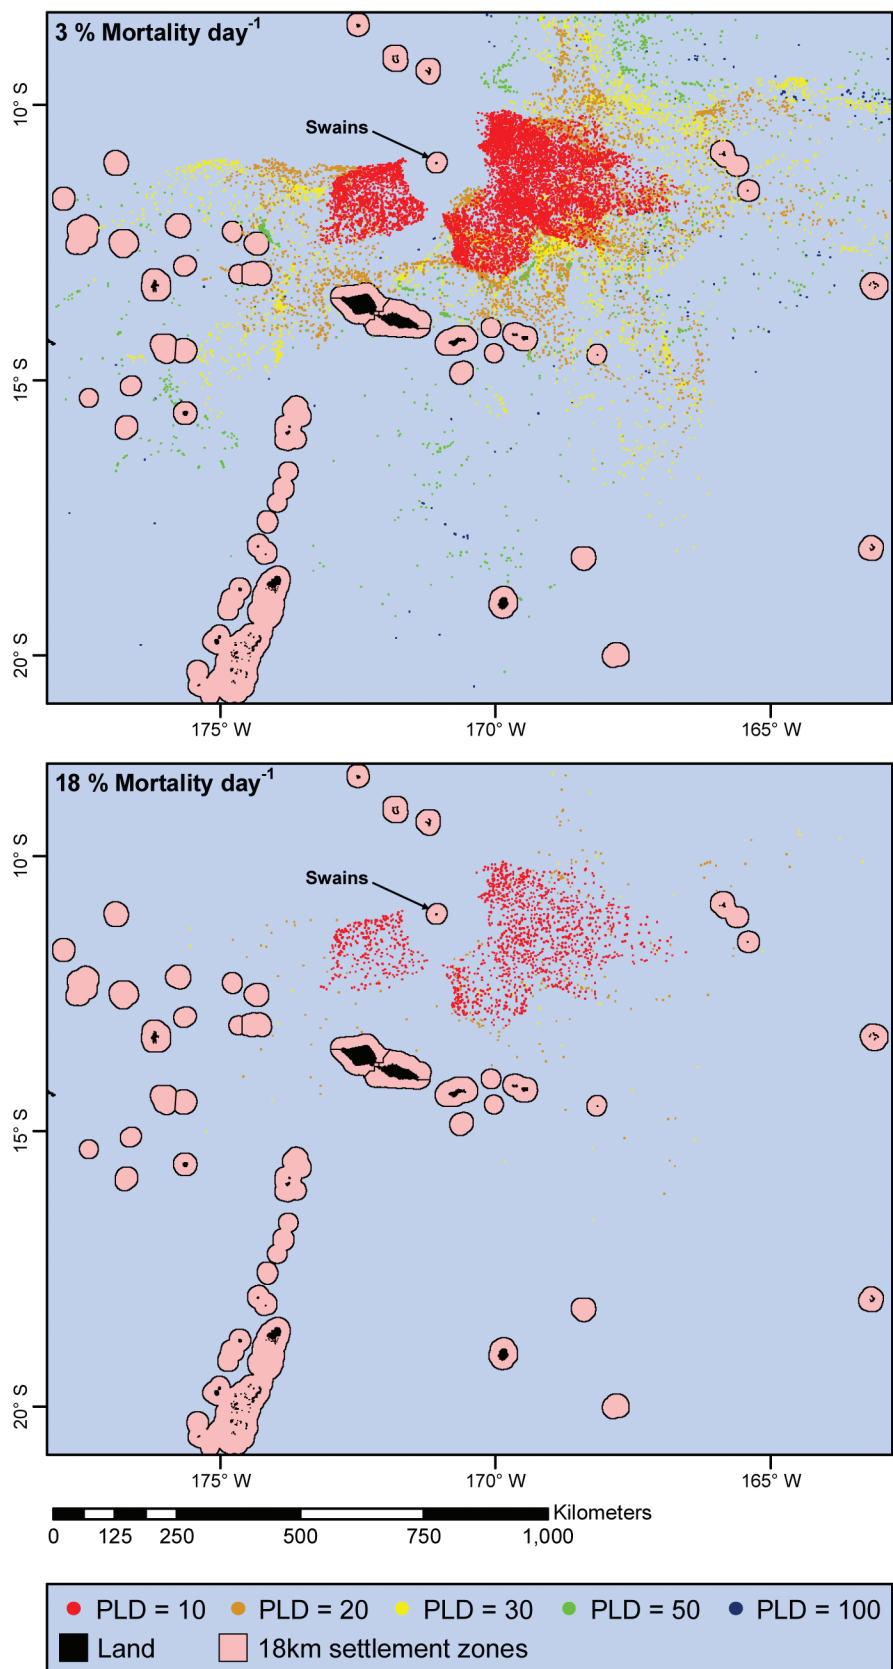 3 % Mortality day-1
Swains
10° S
15° S
20° S
175° W 170° W 165° W
18 % Mortality day-1
Swains
10° S
15° S
20° S
175° W 170° W 165° W
Kilometers
0 125 250 500 750 1,000
PLD = 10 PLD = 20 PLD = 30 PLD = 50 PLD = 100
Land 18km settlement zones